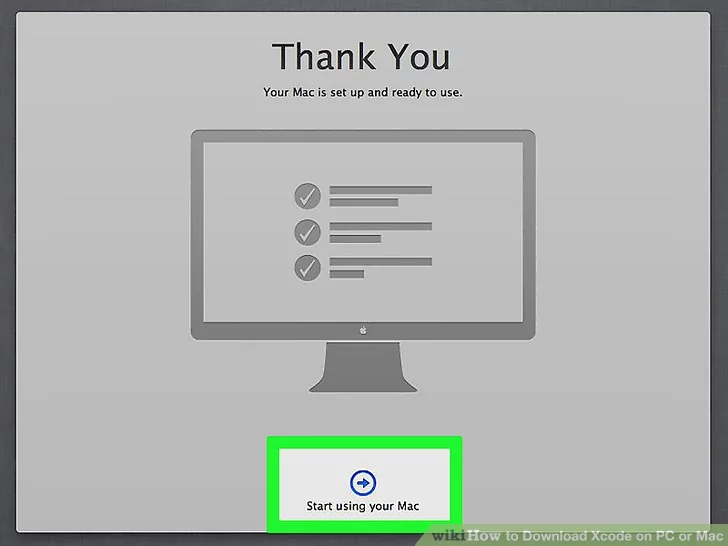 Thank You
Your Mac is set up and ready to use.
Start using your Mac
wikiHow to Download Xcode on PC or Mac